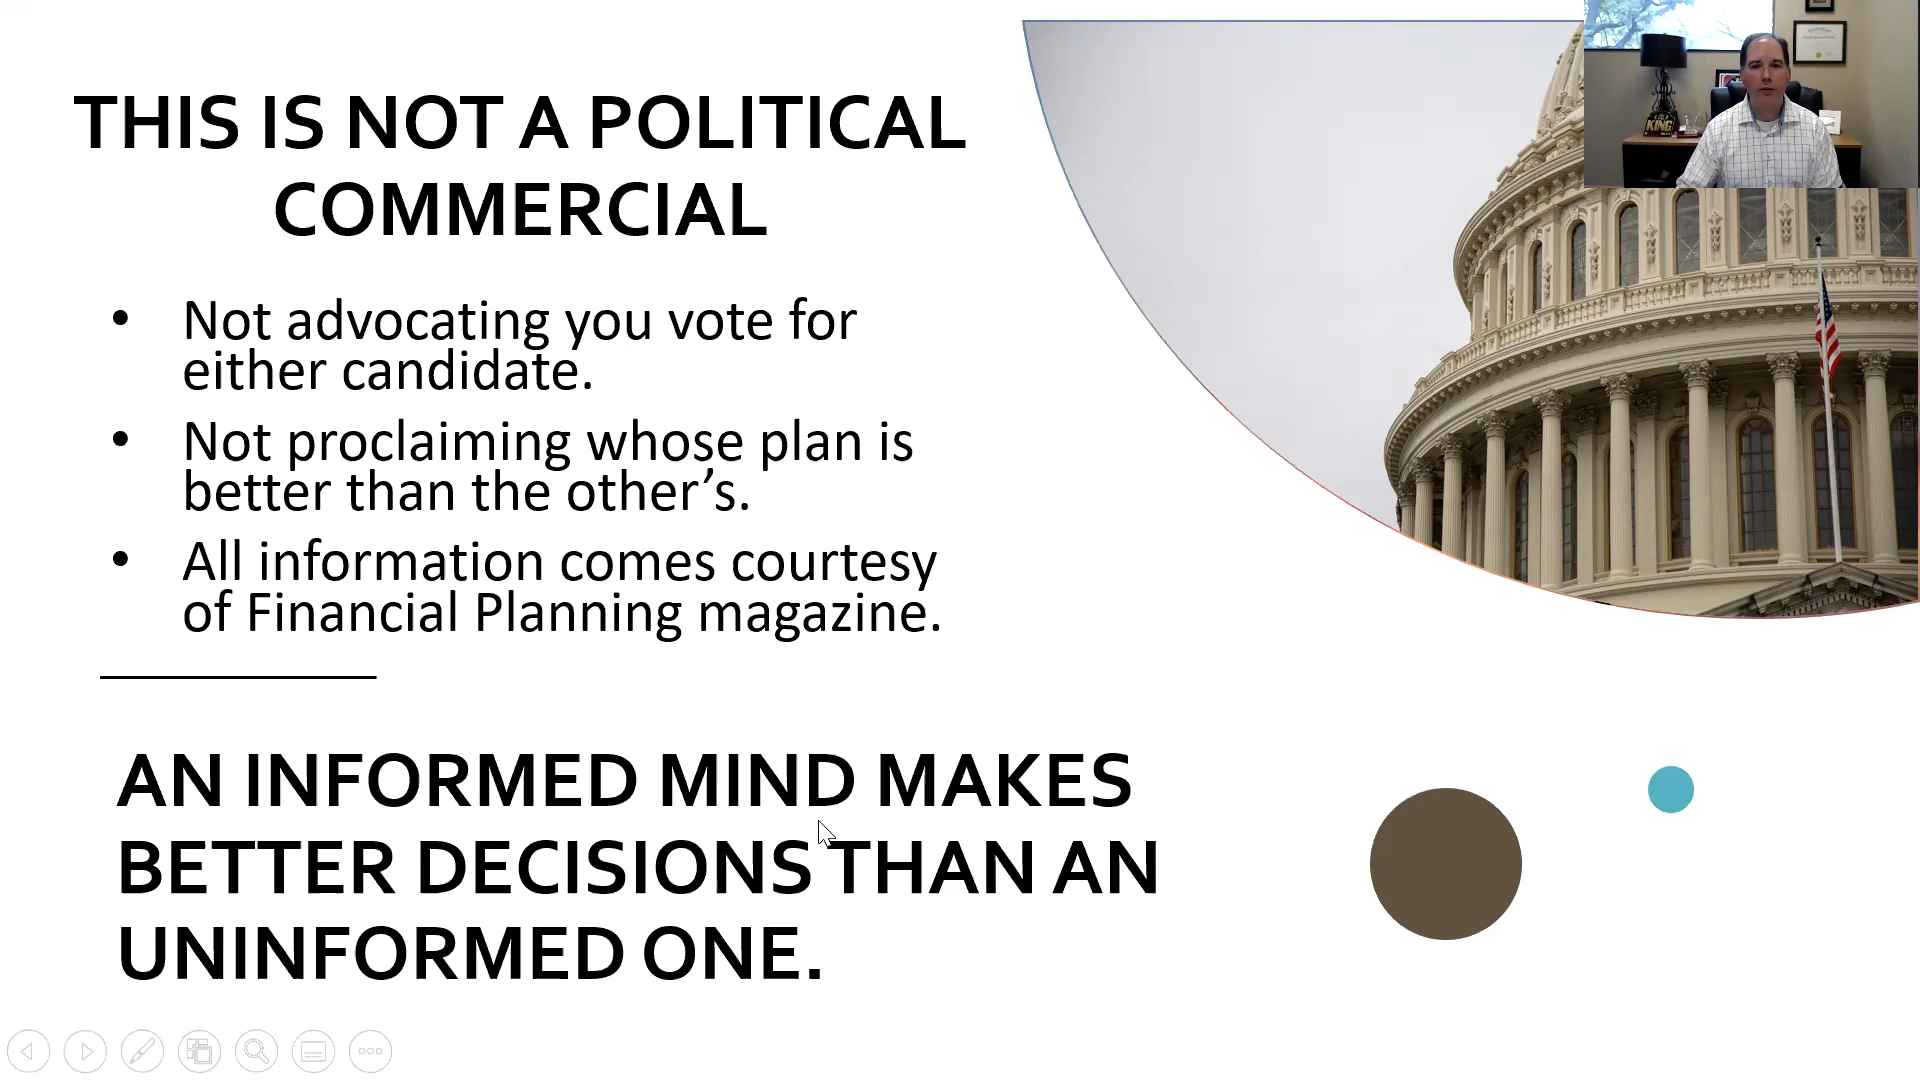 THIS IS NOT A POLITICAL
COMMERCIAL
• Not advocating you vote for
either candidate.
• Not proclaiming whose plan is
better than the other’s.
• All information comes courtesy
of Financial Planning magazine.
AN INFORMED MIND MAKES
BETTER DECISIONS THAN AN
UNINFORMED ONE.
KING